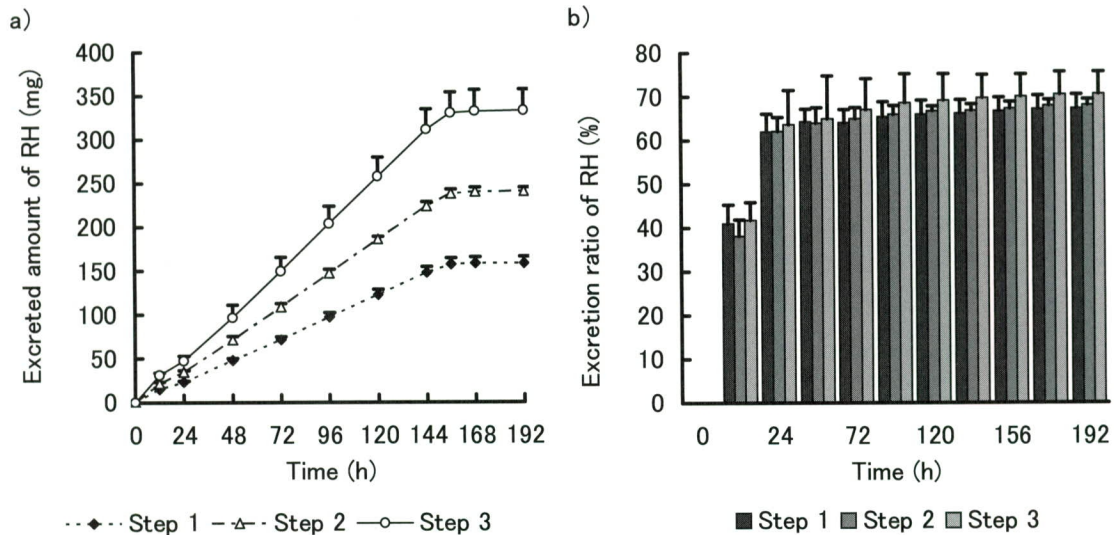 a)
Excreted amount of RH (mg)
400
350
300
250
200
150
100
50
0
0 24 48 72 96 120 144 168 192
Time (h)
Step 1 Step 2 Step 3
b)
Excretion ratio of RH (%)
80
70
60
50
40
30
20
10
0
0 24 72 120 156 192
Time (h)
Step 1 Step 2 Step 3